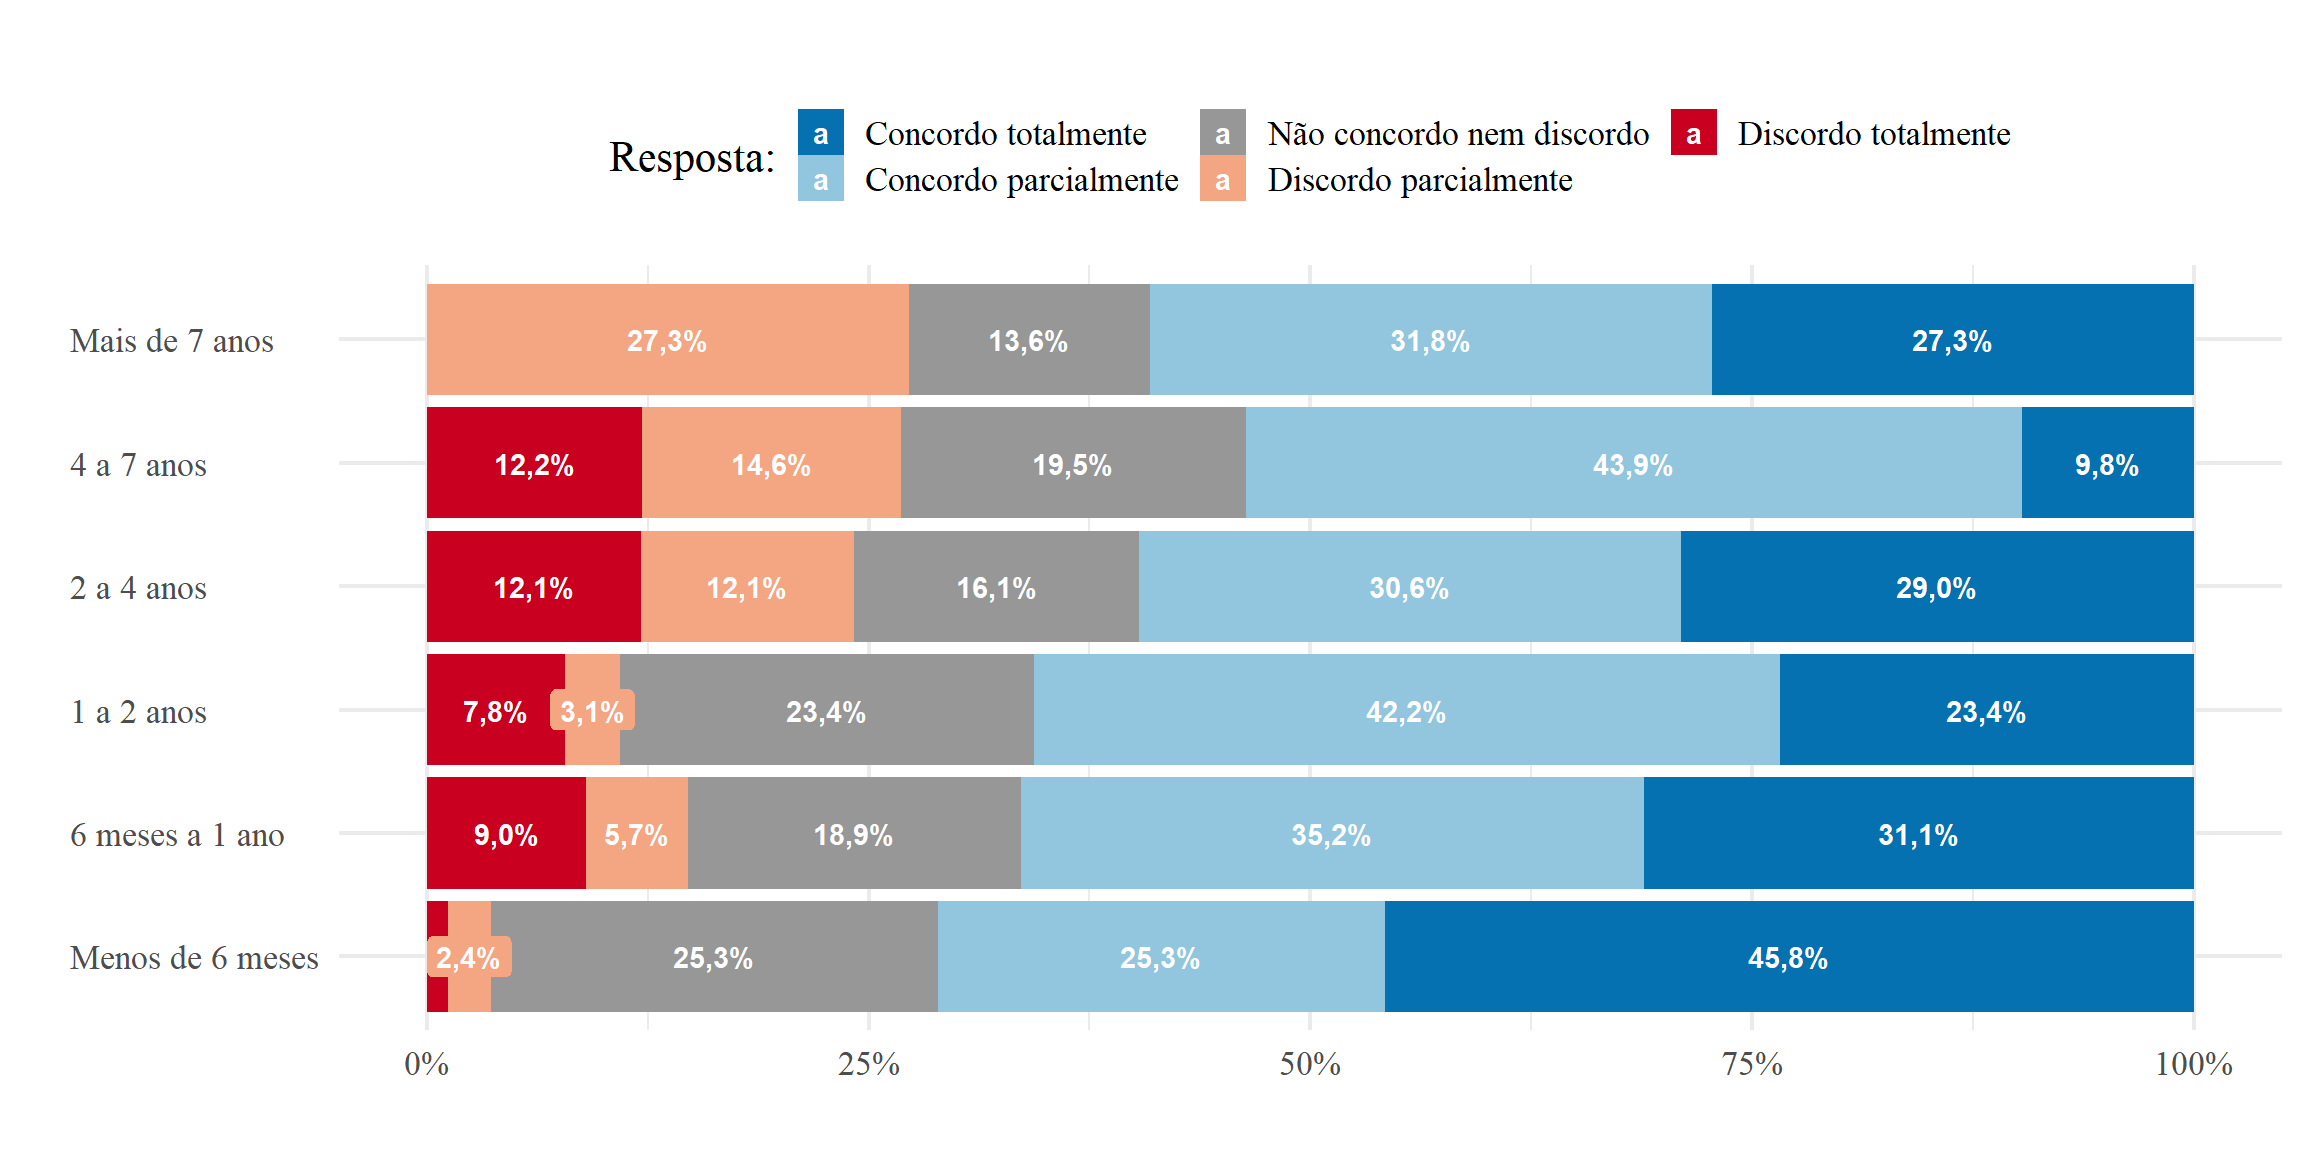 Resposta:
a Concordo totalmente a Não concordo nem discordo a Discordo totalmente
a Concordo parcialmente a Discordo parcialmente
Mais de 7 anos 27,3% 13,6% 31,8% 27,3%
4 a 7 anos 12,2% 14,6% 19,5% 43,9% 9,8%
2 a 4 anos 12,1% 12,1% 16,1% 30,6% 29,0%
1 a 2 anos 7,8% 3,1% 23,4% 42,2% 23,4%
6 meses a 1 ano 9,0% 5,7% 18,9% 35,2% 31,1%
Menos de 6 meses 2,4% 25,3% 25,3% 45,8%
0% 25% 50% 75% 100%